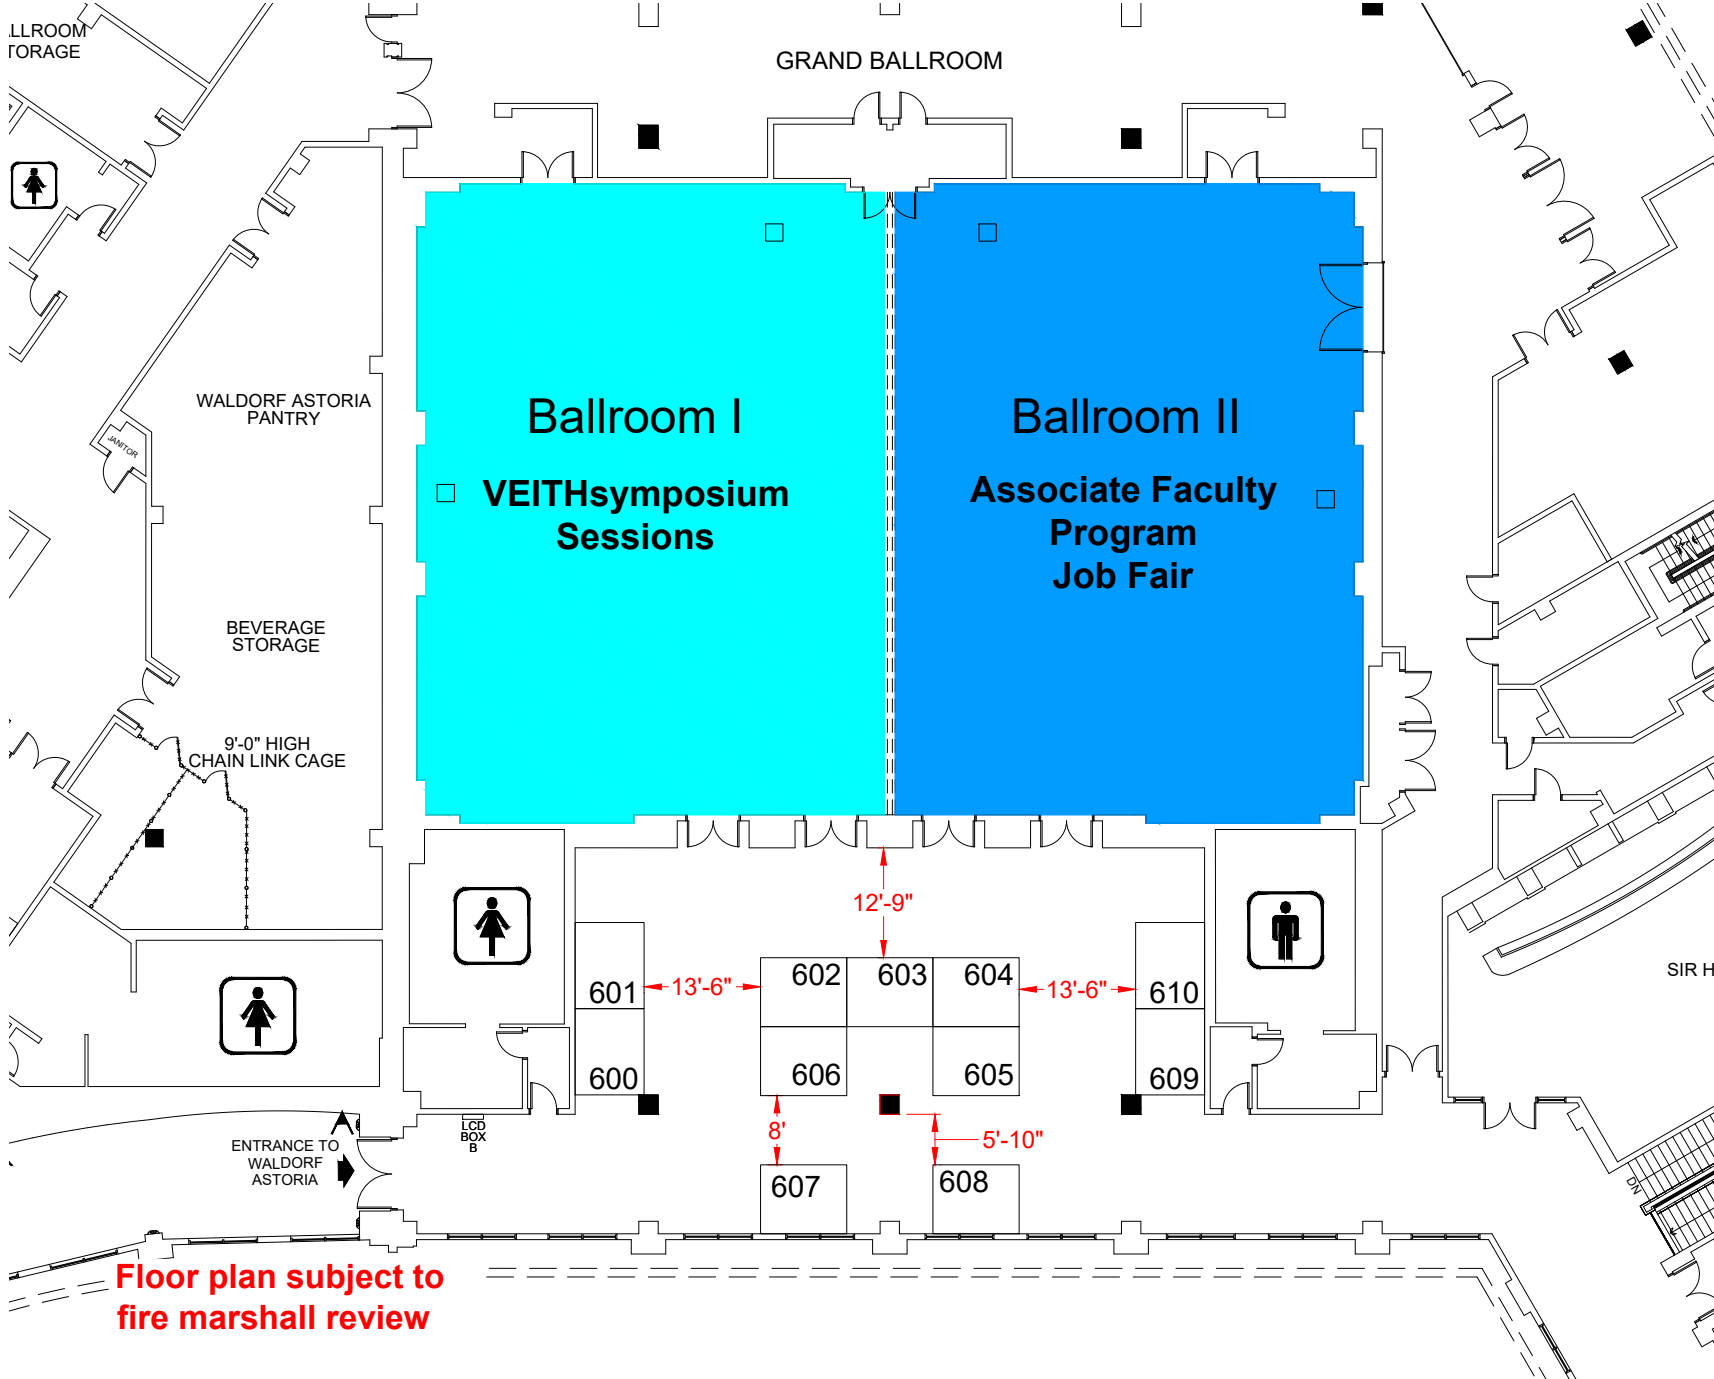 LLROOM
TORAGE
GRAND BALLROOM
WALDORF ASTORIA
PANTRY
JANITOR
Ballroom I
VEITHsymposium
Sessions
Ballroom II
Associate Faculty
Program
Job Fair
BEVERAGE
STORAGE
9'-0" HIGH
CHAIN LINK CAGE
12'-9"
601
13'-6"
602
603
604
13'-6"
610
SIR H
600
606
605
609
LCD
BOX
B
8'
5'-10"
ENTRANCE TO
WALDORF
ASTORIA
607
608
DN
Floor plan subject to
fire marshall review